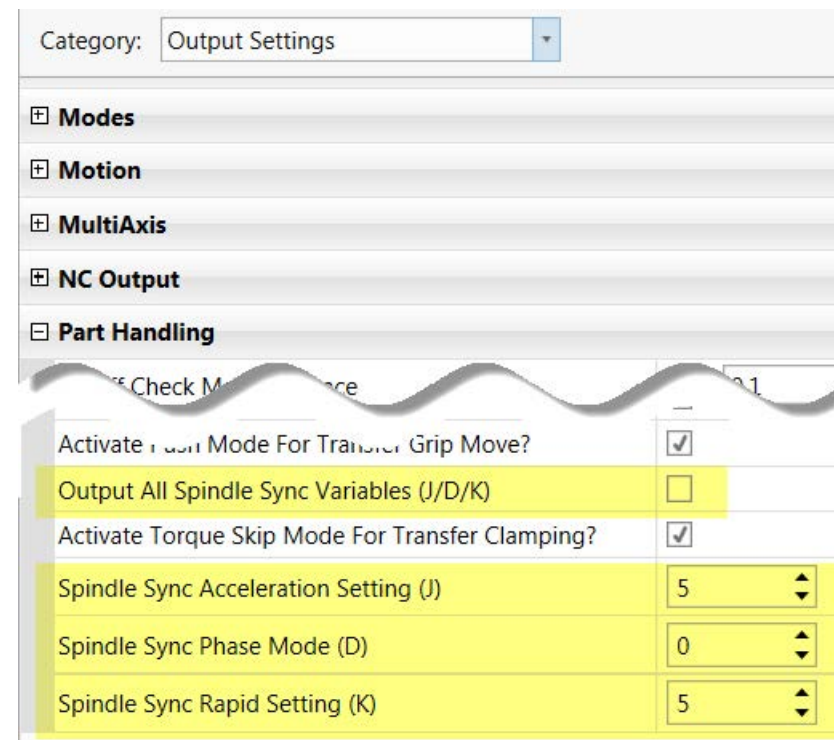 Category: Output Settings
Modes
Motion
MultiAxis
NC Output
Part Handling
Check
Activate Mode For Grip Move?
Output All Spindle Sync Variables (J/D/K)
Activate Torque Skip Mode For Transfer Clamping?
Spindle Sync Acceleration Setting (J) 5
Spindle Sync Phase Mode (D) 0
Spindle Sync Rapid Setting (K) 5